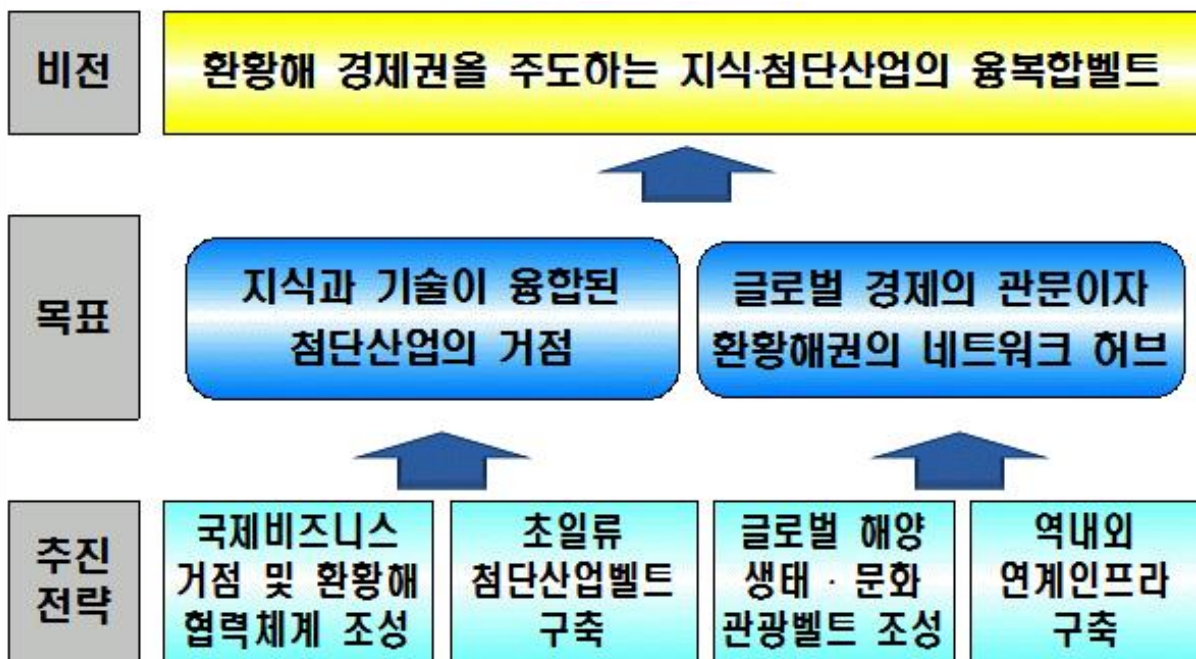 비전
환황해 경제권을 주도하는 지식·첨단산업의 융복합벨트
목표
지식과 기술이 융합된
첨단산업의 거점
글로벌 경제의 관문이자
환황해권의 네트워크 허브
추진
전략
국제비즈니스
거점 및 환황해
협력체계 조성
초일류
첨단산업벨트
구축
글로벌 해양
생태·문화
관광벨트 조성
역내외
연계인프라
구축